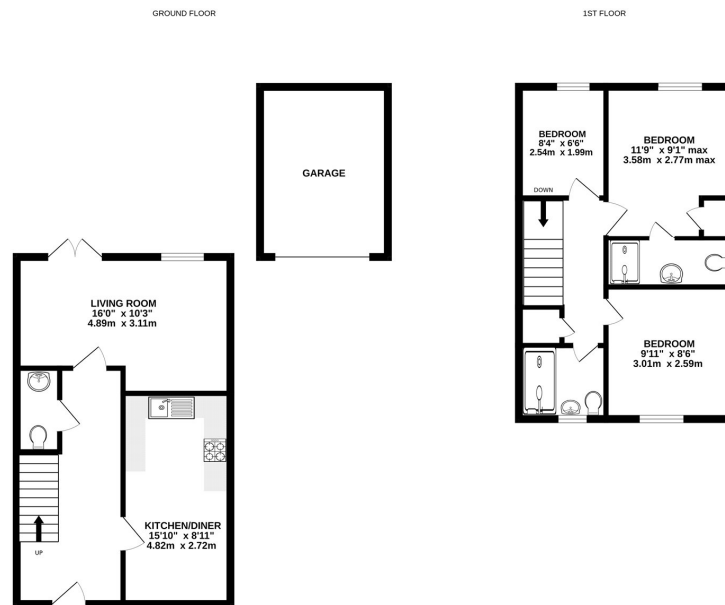 GROUND FLOOR
1ST FLOOR
GARAGE
LIVING ROOM
16'0" x 10'3"
4.89m x 3.11m
KITCHEN/DINER
15'10" x 8'11"
4.82m x 2.72m
UP
BEDROOM
8'4" x 6'6"
2.54m x 1.99m
DOWN
BEDROOM
11'9" x 9'1" max
3.58m x 2.77m max
BEDROOM
9'11" x 8'6"
3.01m x 2.59m